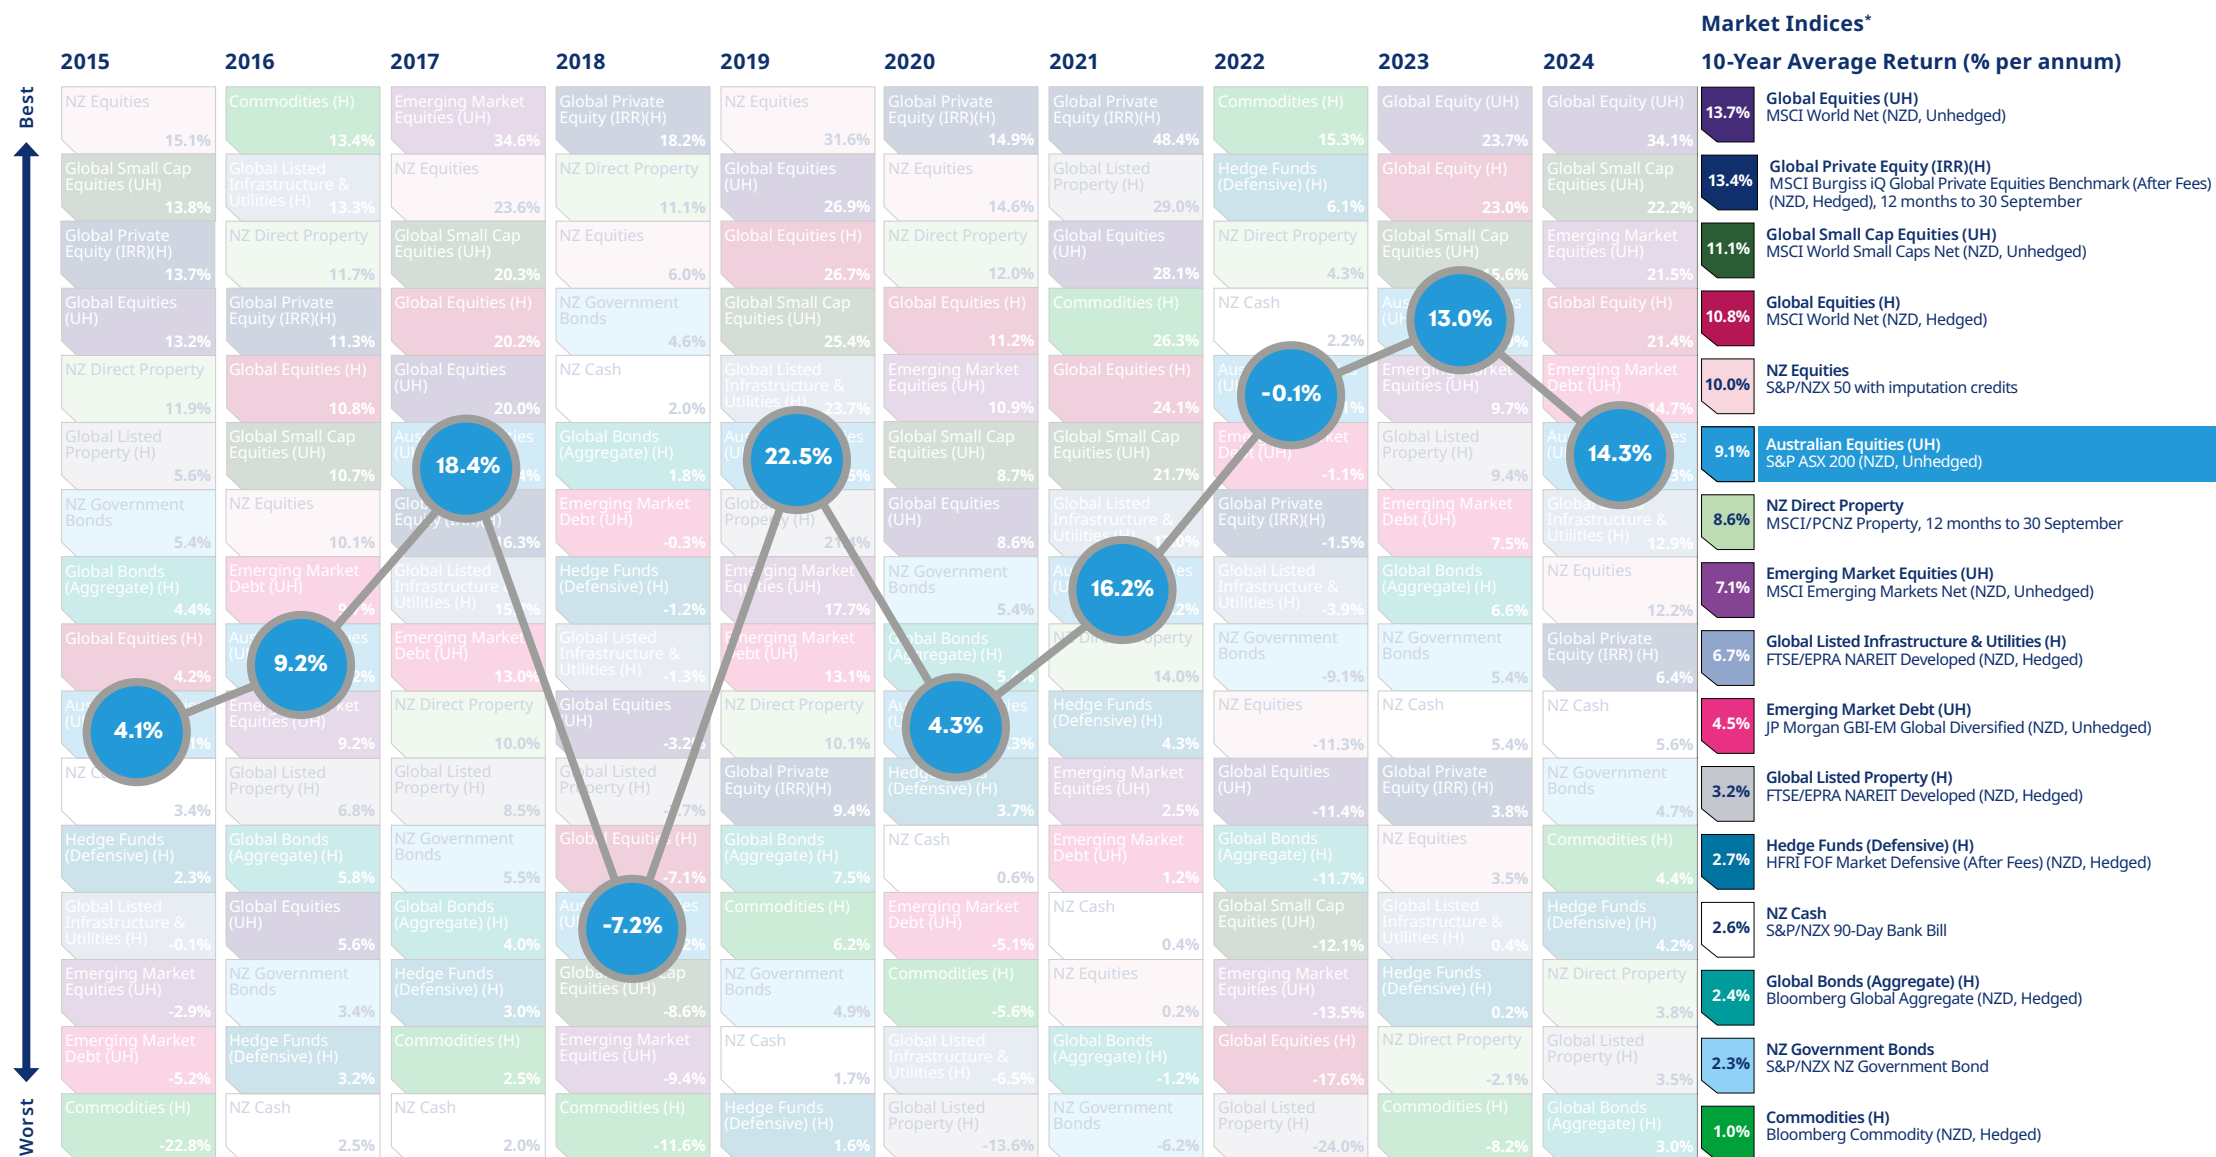 Market Indices*
10-Year Average Return (% per annum)
Best
Worst
2015
NZ Equities
15.1%
Global Small Cap
Equities (UH)
13.8%
Global Private
Equity (IRR)(H)
13.7%
Global Equities
(UH)
13.2%
NZ Direct Property
11.9%
Global Listed
Property (H)
5.6%
NZ Government
Bonds
5.4%
Global Bonds
(Aggregate) (H)
4.4%
Global Equities (H)
4.2%
4.1%
NZ
3.4%
Hedge Funds
(Defensive) (H)
2.3%
Global Listed
Infrastructure &
Utilities (H) -0.1%
Emerging Market
Equities (UH)
-2.9%
Emerging Market
Debt (UH)
-5.2%
Commodities (H)
-22.8%
2016
Commodities (H)
13.4%
Global Listed
Infrastructure &
Utilities (H) 13.3%
NZ Direct Property
11.7%
Global Private
Equity (IRR)(H)
11.3%
Global Equities (H)
10.8%
Global Small Cap
Equities (UH)
10.7%
NZ Equities
10.1%
Emerging Market
Debt (UH)
9.2%
Equities (UH)
9.2%
Global Listed
Property (H)
6.8%
Global Bonds
(Aggregate) (H)
5.8%
Global Equities
(UH)
5.6%
NZ Government
Bonds
3.4%
Hedge Funds
(Defensive) (H)
3.2%
NZ Cash
2.5%
2017
Emerging Market
Equities (UH)
34.6%
NZ Equities
23.6%
Global Small Cap
Equities (UH)
20.3%
Global Equities (H)
20.2%
Global Equities
(UH)
20.0%
18.4%
Equity
16.3%
Global Listed
Infrastructure &
Utilities (H)
Emerging Market
Debt (UH)
13.0%
NZ Direct Property
10.0%
Global Listed
Property (H)
8.5%
NZ Government
Bonds
5.5%
Global Bonds
(Aggregate) (H)
4.0%
Hedge Funds
(Defensive) (H)
3.0%
Commodities (H)
2.5%
NZ Cash
2.0%
2018
Global Private
Equity (IRR)(H)
18.2%
NZ Direct Property
11.1%
NZ Equities
6.0%
NZ Government
Bonds
4.6%
NZ Cash
2.0%
Global Bonds
(Aggregate) (H)
1.8%
Emerging Market
Debt (UH)
-0.3%
Hedge Funds
(Defensive) (H)
-1.2%
Global Listed
Infrastructure &
Utilities (H) -1.3%
Global Equities
(UH)
-3.2%
Global Listed
Property (H)
Global Equities (H)
-7.1%
-7.2%
Global Cap
Equities (UH)
-8.6%
Emerging Market
Equities (UH)
-9.4%
Commodities (H)
-11.6%
2019
NZ Equities
31.6%
Global Equities
(UH)
26.9%
Global Equities (H)
26.7%
Global Small Cap
Equities (UH)
25.4%
Global Listed
Infrastructure &
Utilities (H) 23.7%
22.5%
Global
Property (H)
21.4%
Emerging Market
Equities (UH)
17.7%
Emerging Market
Debt (UH)
13.1%
NZ Direct Property
10.1%
Global Private
Equity (IRR)(H)
9.4%
Global Bonds
(Aggregate) (H)
7.5%
Commodities (H)
6.2%
NZ Government
Bonds
4.9%
NZ Cash
1.7%
Hedge Funds
(Defensive) (H)
1.6%
2020
Global Private
Equity (IRR)(H)
14.9%
NZ Equities
14.6%
NZ Direct Property
12.0%
Global Equities (H)
11.2%
Emerging Market
Equities (UH)
10.9%
Global Small Cap
Equities (UH)
8.7%
Global Equities
(UH)
8.6%
NZ Government
Bonds
5.4%
Global Bonds
(Aggregate) (H)
4.3%
Hedge
(Defensive) (H)
3.7%
NZ Cash
0.6%
Emerging Market
Debt (UH)
-5.1%
Commodities (H)
-5.6%
Global Listed
Infrastructure &
Utilities (H) -6.5%
Global Listed
Property (H)
-13.6%
2021
Global Private
Equity (IRR)(H)
48.4%
Global Listed
Property (H)
29.0%
Global Equities
(UH)
28.1%
Commodities (H)
26.3%
Global Equities (H)
24.1%
Global Small Cap
Equities (UH)
21.7%
Global Listed
Infrastructure &
Utilities (H)
16.2%
NZ Property
14.0%
Hedge Funds
(Defensive) (H)
4.3%
Emerging Market
Equities (UH)
2.5%
Emerging Market
Debt (UH)
1.2%
NZ Cash
0.4%
NZ Equities
0.2%
Global Bonds
(Aggregate) (H)
-1.2%
NZ Government
Bonds
-6.2%
2022
Commodities (H)
15.3%
Hedge Funds
(Defensive) (H)
6.1%
NZ Direct Property
4.3%
NZ Cash
2.2%
-0.1%
Debt (UH)
-1.1%
Global Private
Equity (IRR)(H)
-1.5%
Global Listed
Infrastructure &
Utilities (H) -3.9%
NZ Government
Bonds
-9.1%
NZ Equities
-11.3%
Global Equities
(UH)
-11.4%
Global Bonds
(Aggregate) (H)
-11.7%
Global Small Cap
Equities (UH)
-12.1%
Emerging Market
Equities (UH)
-13.5%
Global Equities (H)
-17.6%
Global Listed
Property (H)
-24.0%
2023
Global Equity (UH)
23.7%
Global Equity (H)
23.0%
Global Small Cap
Equities (UH)
13.0%
Emerging Market
Equities (UH)
9.7%
Global Listed
Property (H)
9.4%
Emerging Market
Debt (UH)
7.5%
Global Bonds
(Aggregate) (H)
6.6%
NZ Government
Bonds
5.4%
NZ Cash
5.4%
Global Private
Equity (IRR) (H)
3.8%
NZ Equities
3.5%
Global Listed
Infrastructure &
Utilities (H) 0.4%
Hedge Funds
(Defensive) (H)
0.2%
NZ Direct Property
-2.1%
Commodities (H)
-8.2%
2024
Global Equity (UH)
34.1%
Global Small Cap
Equities (UH)
22.2%
Emerging Market
Equities (UH)
21.5%
Global Equity (H)
21.4%
Emerging Market
Debt (UH)
14.7%
14.3%
Global
Infrastructure &
Utilities (H) 12.9%
NZ Equities
12.2%
Global Private
Equity (IRR) (H)
6.4%
NZ Cash
5.6%
NZ Government
Bonds
4.7%
Commodities (H)
4.4%
Hedge Funds
(Defensive) (H)
4.2%
NZ Direct Property
3.8%
Global Listed
Property (H)
3.5%
Global Bonds
(Aggregate) (H)
3.0%
13.7%
Global Equities (UH)
MSCI World Net (NZD, Unhedged)
13.4%
Global Private Equity (IRR)(H)
MSCI Burgiss iQ Global Private Equities Benchmark (After Fees)
(NZD, Hedged), 12 months to 30 September
11.1%
Global Small Cap Equities (UH)
MSCI World Small Caps Net (NZD, Unhedged)
10.8%
Global Equities (H)
MSCI World Net (NZD, Hedged)
10.0%
NZ Equities
S&P/NZX 50 with imputation credits
9.1%
Australian Equities (UH)
S&P ASX 200 (NZD, Unhedged)
8.6%
NZ Direct Property
MSCI/PCNZ Property, 12 months to 30 September
7.1%
Emerging Market Equities (UH)
MSCI Emerging Markets Net (NZD, Unhedged)
6.7%
Global Listed Infrastructure & Utilities (H)
FTSE/EPRA NAREIT Developed (NZD, Hedged)
4.5%
Emerging Market Debt (UH)
JP Morgan GBI-EM Global Diversified (NZD, Unhedged)
3.2%
Global Listed Property (H)
FTSE/EPRA NAREIT Developed (NZD, Hedged)
2.7%
Hedge Funds (Defensive) (H)
HFRI FOF Market Defensive (After Fees) (NZD, Hedged)
2.6%
NZ Cash
S&P/NZX 90-Day Bank Bill
2.4%
Global Bonds (Aggregate) (H)
Bloomberg Global Aggregate (NZD, Hedged)
2.3%
NZ Government Bonds
S&P/NZX NZ Government Bond
1.0%
Commodities (H)
Bloomberg Commodity (NZD, Hedged)